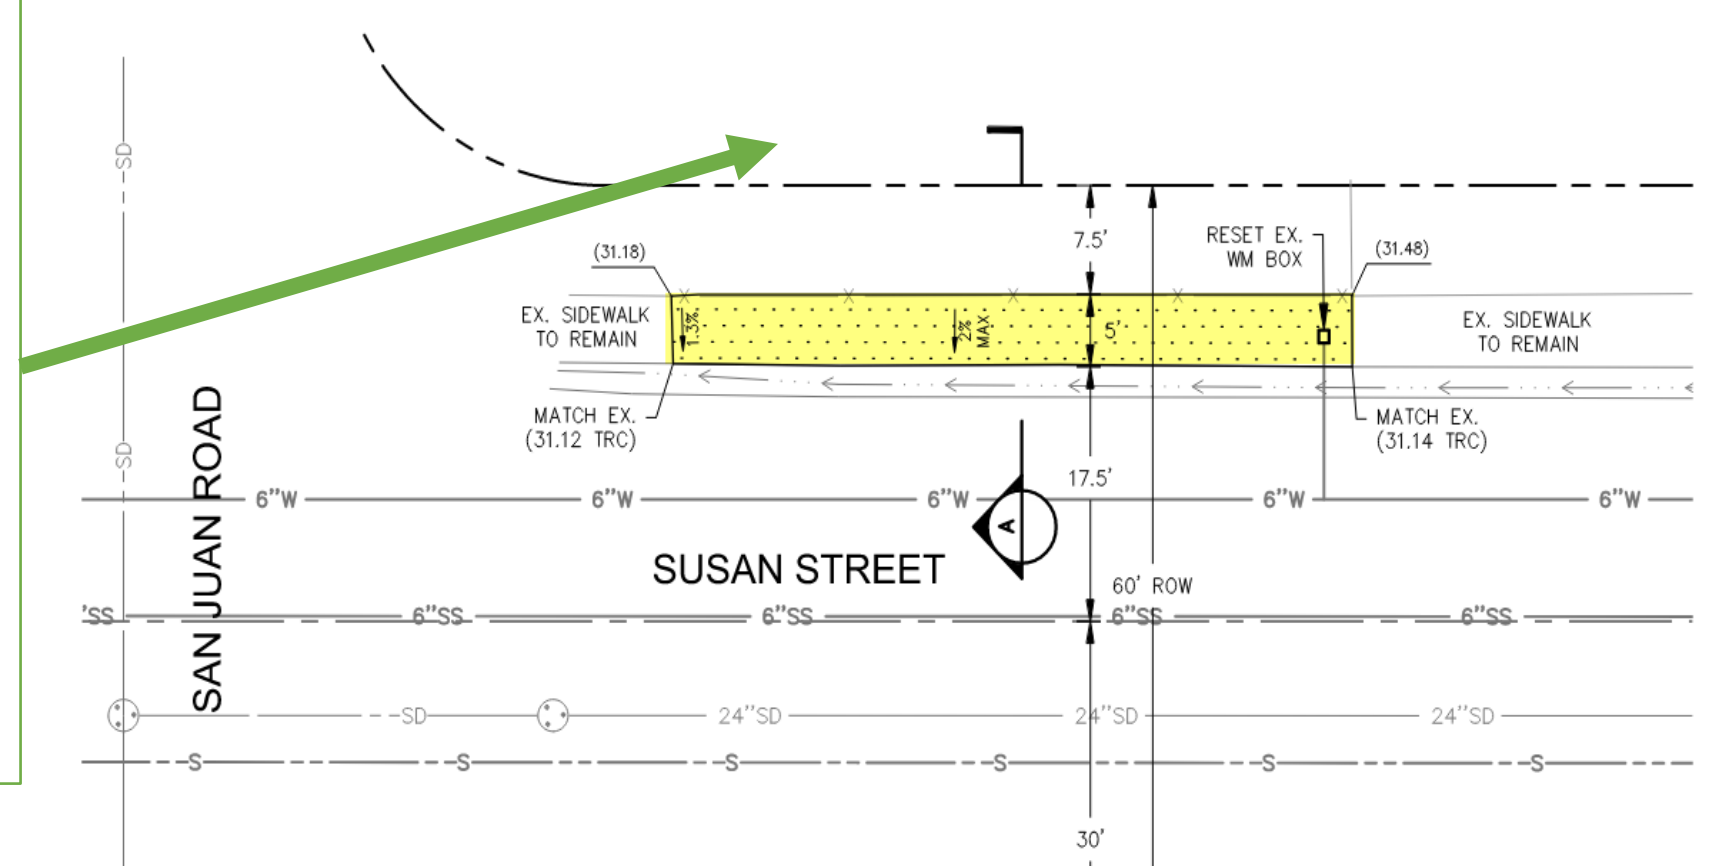 SD
7.5'
RESET EX.
WM BOX
(31.18)
(31.48)
EX. SIDEWALK
TO REMAIN
1.3%
2%
MAX
5'
EX. SIDEWALK
TO REMAIN
MATCH EX.
(31.12 TRC)
MATCH EX.
(31.14 TRC)
SD
SAN JUAN ROAD
17.5'
6"W
6"W
6"W
6"W
6"W
A
SUSAN STREET
60' ROW
"SS
6"SS
6"SS
6"SS
6"SS
SD
24"SD
24"SD
24"SD
S
S
S
S
S
S
30'
X
X
X
X
X